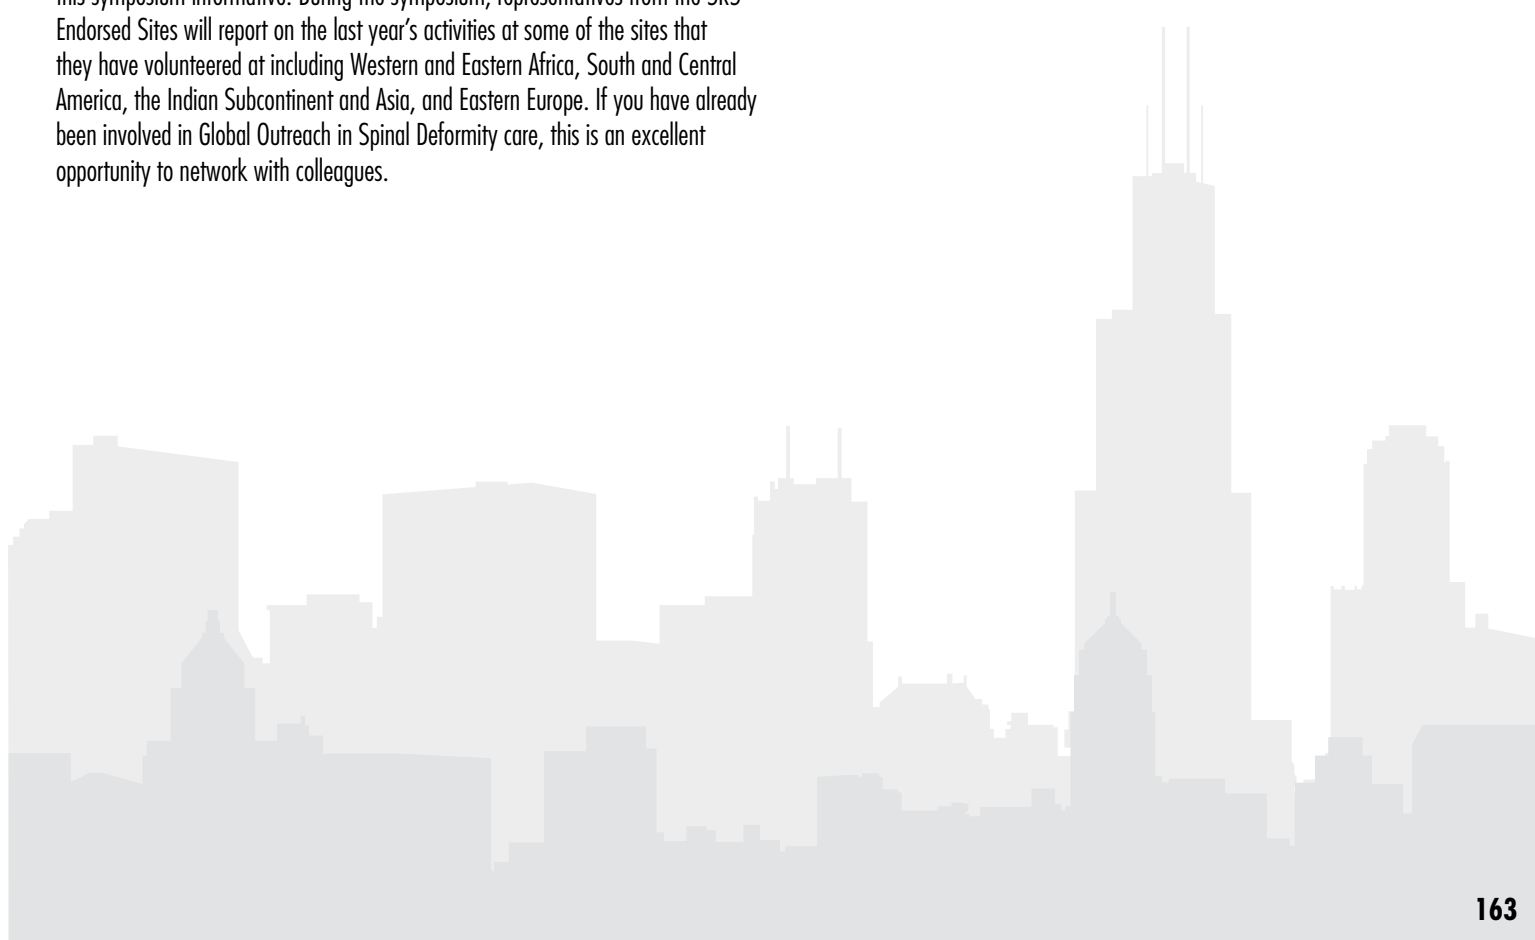 this symposium informative. During the symposium, representatives from the SRS
Endorsed Sites will report on the last year’s activities at some of the sites that
they have volunteered at including Western and Eastern Africa, South and Central
America, the Indian Subcontinent and Asia, and Eastern Europe. If you have already
been involved in Global Outreach in Spinal Deformity care, this is an excellent
opportunity to network with colleagues.
163